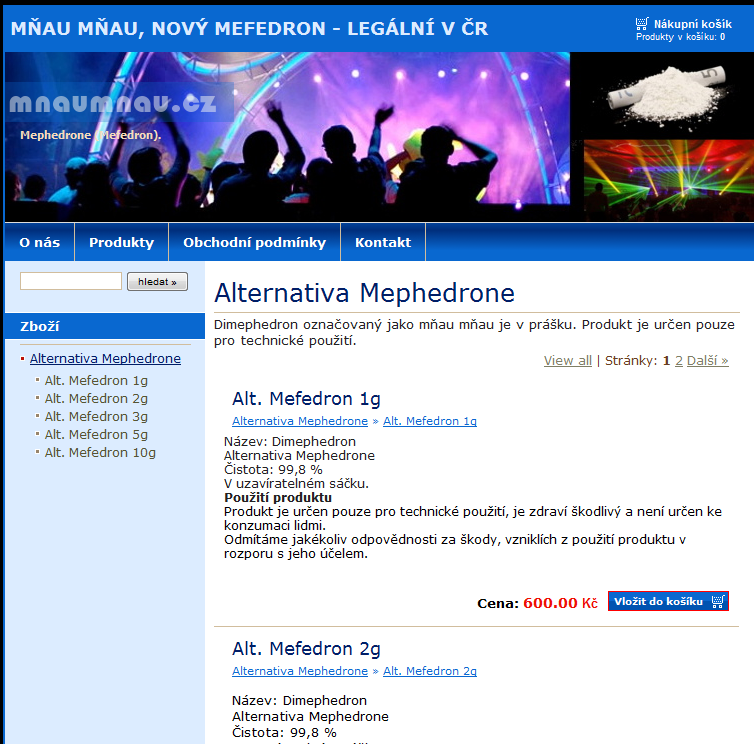 MŇAU MŇAU, NOVÝ MEFEDRON - LEGÁLNÍ V ČR
Nákupní košík
Produkty v košíku: 0
mnaumnau.cz
Mephedrone (Mefedron).
O nás
Produkty
Obchodní podmínky
Kontakt
hledat »
Zboží
Alternativa Mephedrone
Alt. Mefedron 1g
Alt. Mefedron 2g
Alt. Mefedron 3g
Alt. Mefedron 5g
Alt. Mefedron 10g
Alternativa Mephedrone
Dimephedron označovaný jako mňau mňau je v prášku. Produkt je určen pouze
pro technické použití.
View all | Stránky: 1 2 Další »
Alt. Mefedron 1g
Alternativa Mephedrone » Alt. Mefedron 1g
Název: Dimephedron
Alternativa Mephedrone
Čistota: 99,8 %
V uzavíratelném sáčku.
Použití produktu
Produkt je určen pouze pro technické použití, je zdraví škodlivý a není určen ke
konzumaci lidmi.
Odmítáme jakékoliv odpovědnosti za škody, vzniklích z použití produktu v
rozporu s jeho účelem.
Cena: 600.00 Kč
Vložit do košíku
Alt. Mefedron 2g
Alternativa Mephedrone » Alt. Mefedron 2g
Název: Dimephedron
Alternativa Mephedrone
Čistota: 99,8 %